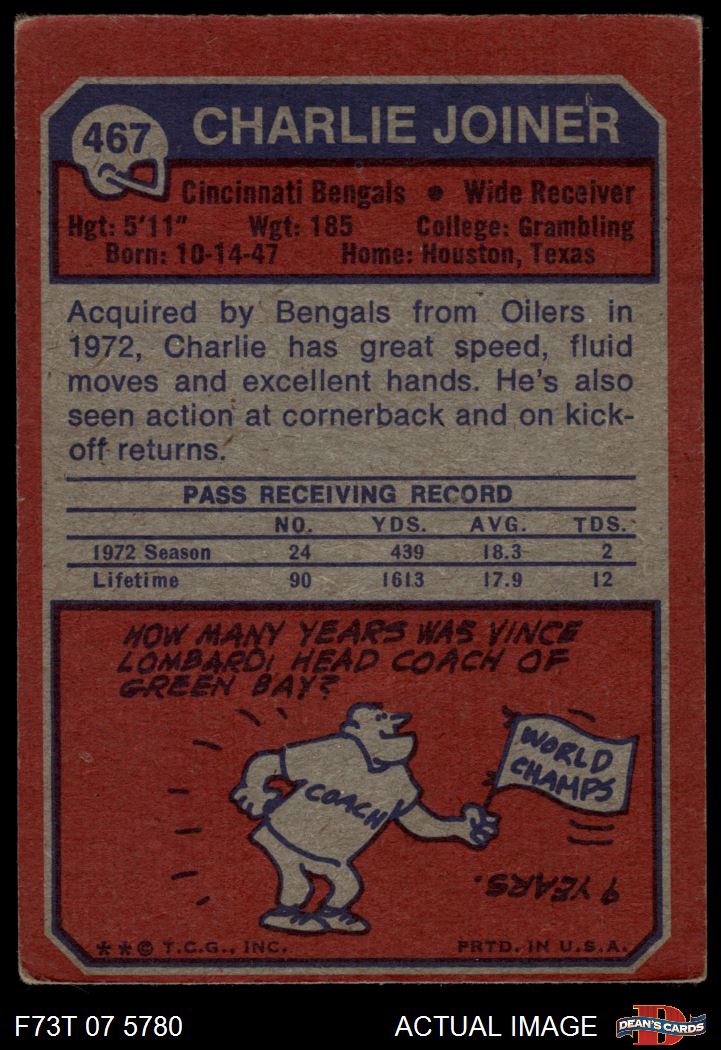 467 CHARLIE JOINER
Cincinnati Bengals ● Wide Receiver
Hgt: 5'11" Wgt: 185 College: Grambling
Born: 10-14-47 Home: Houston, Texas
Acquired by Bengals from Oilers in
1972, Charlie has great speed, fluid
moves and excellent hands. He's also
seen action at cornerback and on kick-
off returns.
PASS RECEIVING RECORD
NO. YDS. AVG. TDS.
1972 Season 24 439 18.3 2
Lifetime 90 1613 17.9 12
HOW MANY YEARS WAS VINCE
LOMBARDI HEAD COACH OF
GREEN BAY?
WORLD
CHAMPS
COACH
9 YEARS.
**© T.C.G., INC. PRTD. IN U.S.A.
F73T 07 5780 ACTUAL IMAGE D DEAN'S CARDS